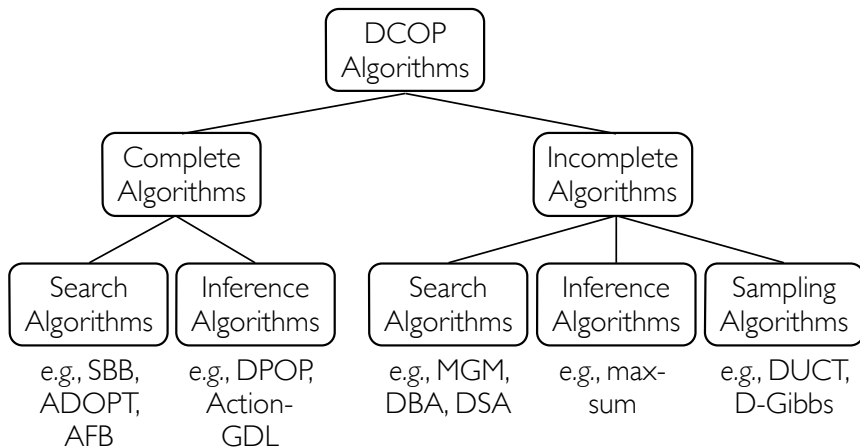 DCOP
Algorithms
Complete
Algorithms
Incomplete
Algorithms
Search
Algorithms
Inference
Algorithms
Search
Algorithms
Inference
Algorithms
Sampling
Algorithms
e.g., SBB,
ADOPT,
AFB
e.g., DPOP,
Action-
GDL
e.g., MGM,
DBA, DSA
e.g., max-
sum
e.g., DUCT,
D-Gibbs